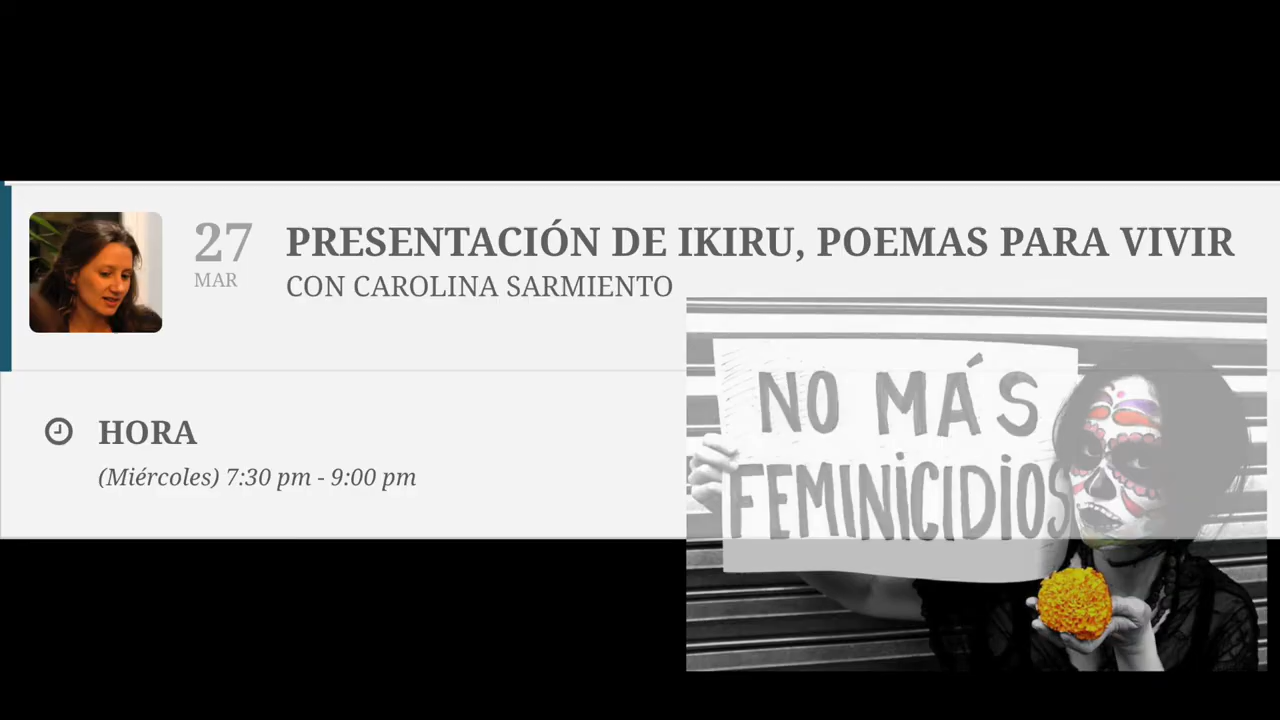 27
MAR
PRESENTACIÓN DE IKIRU, POEMAS PARA VIVIR
CON CAROLINA SARMIENTO
HORA
(Miércoles) 7:30 pm - 9:00 pm
NO MÁS
FEMINICIDIOS